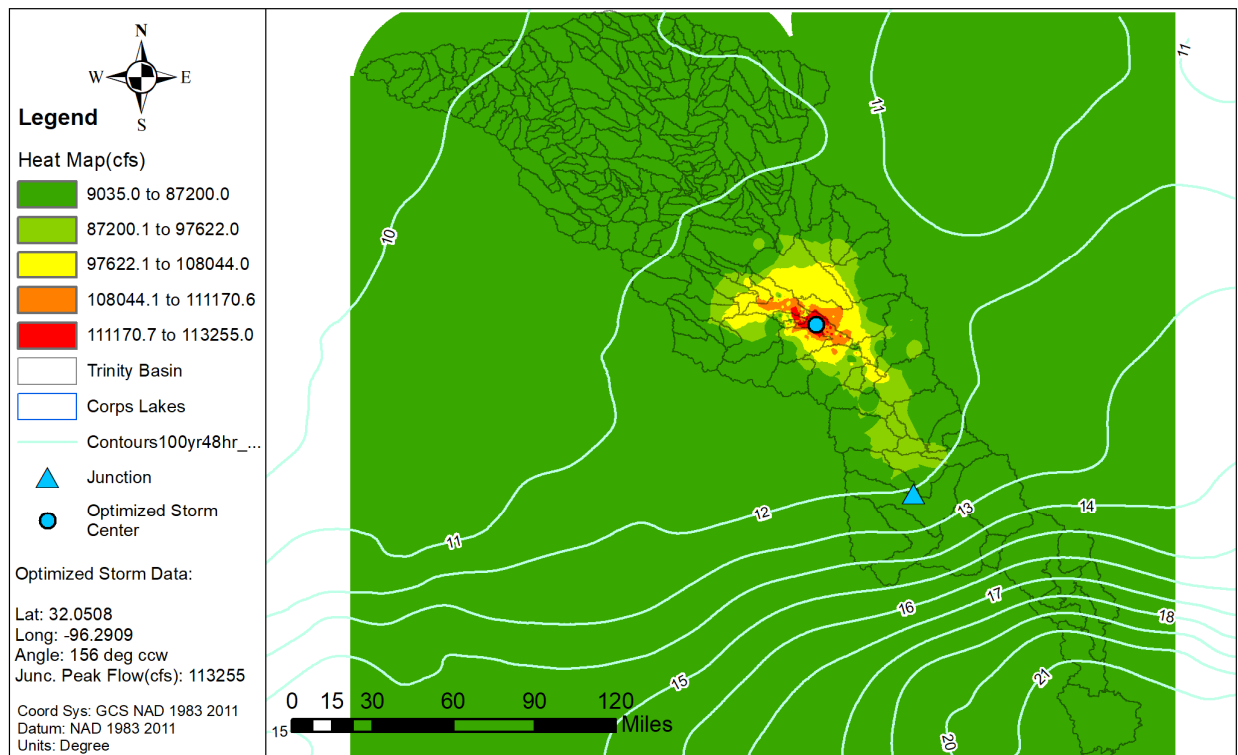 N
W
E
S
Legend
Heat Map(cfs)
9035.0 to 87200.0
87200.1 to 97622.0
97622.1 to 108044.0
108044.1 to 111170.6
111170.7 to 113255.0
Trinity Basin
Corps Lakes
Contours100yr48hr_...
Junction
Optimized Storm
Center
Optimized Storm Data:
Lat: 32.0508
Long: -96.2909
Angle: 156 deg ccw
Junc. Peak Flow(cfs): 113255
Coord Sys: GCS NAD 1983 2011
Datum: NAD 1983 2011
Units: Degree
11
11
10
12
13
14
11
16
17
18
15
21
20
15
0 15 30 60 90 120
Miles